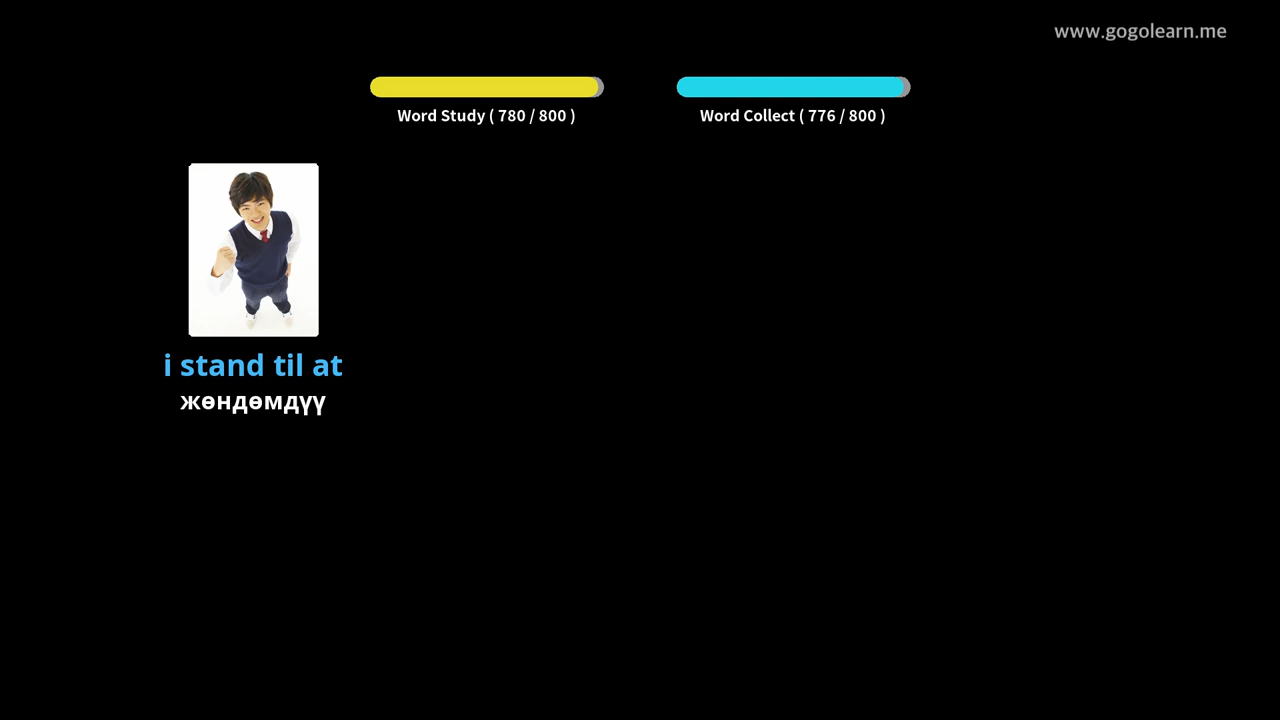 www.gogolearn.me
Word Study ( 780 / 800 )
Word Collect ( 776 / 800 )
i stand til at
жөндөмдүү